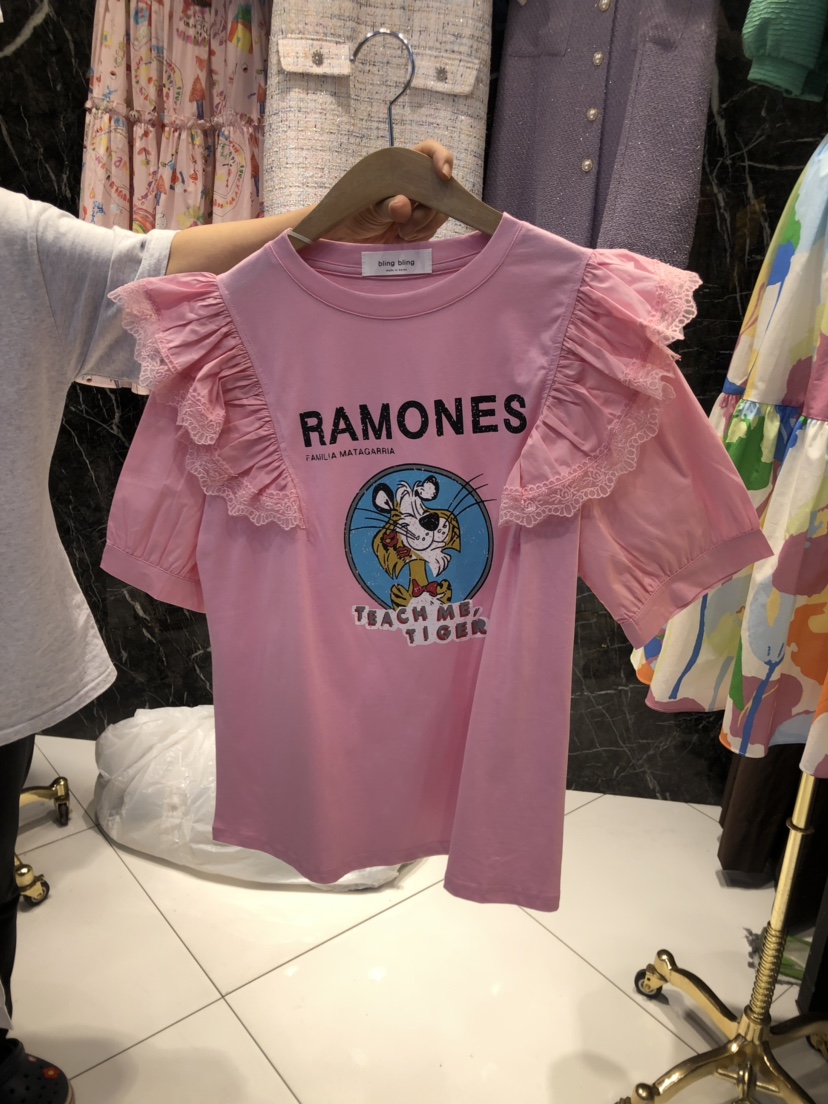 bling bling
RAMONES
FAMILIA MATAGARRIA
TEACH ME,
TIGER